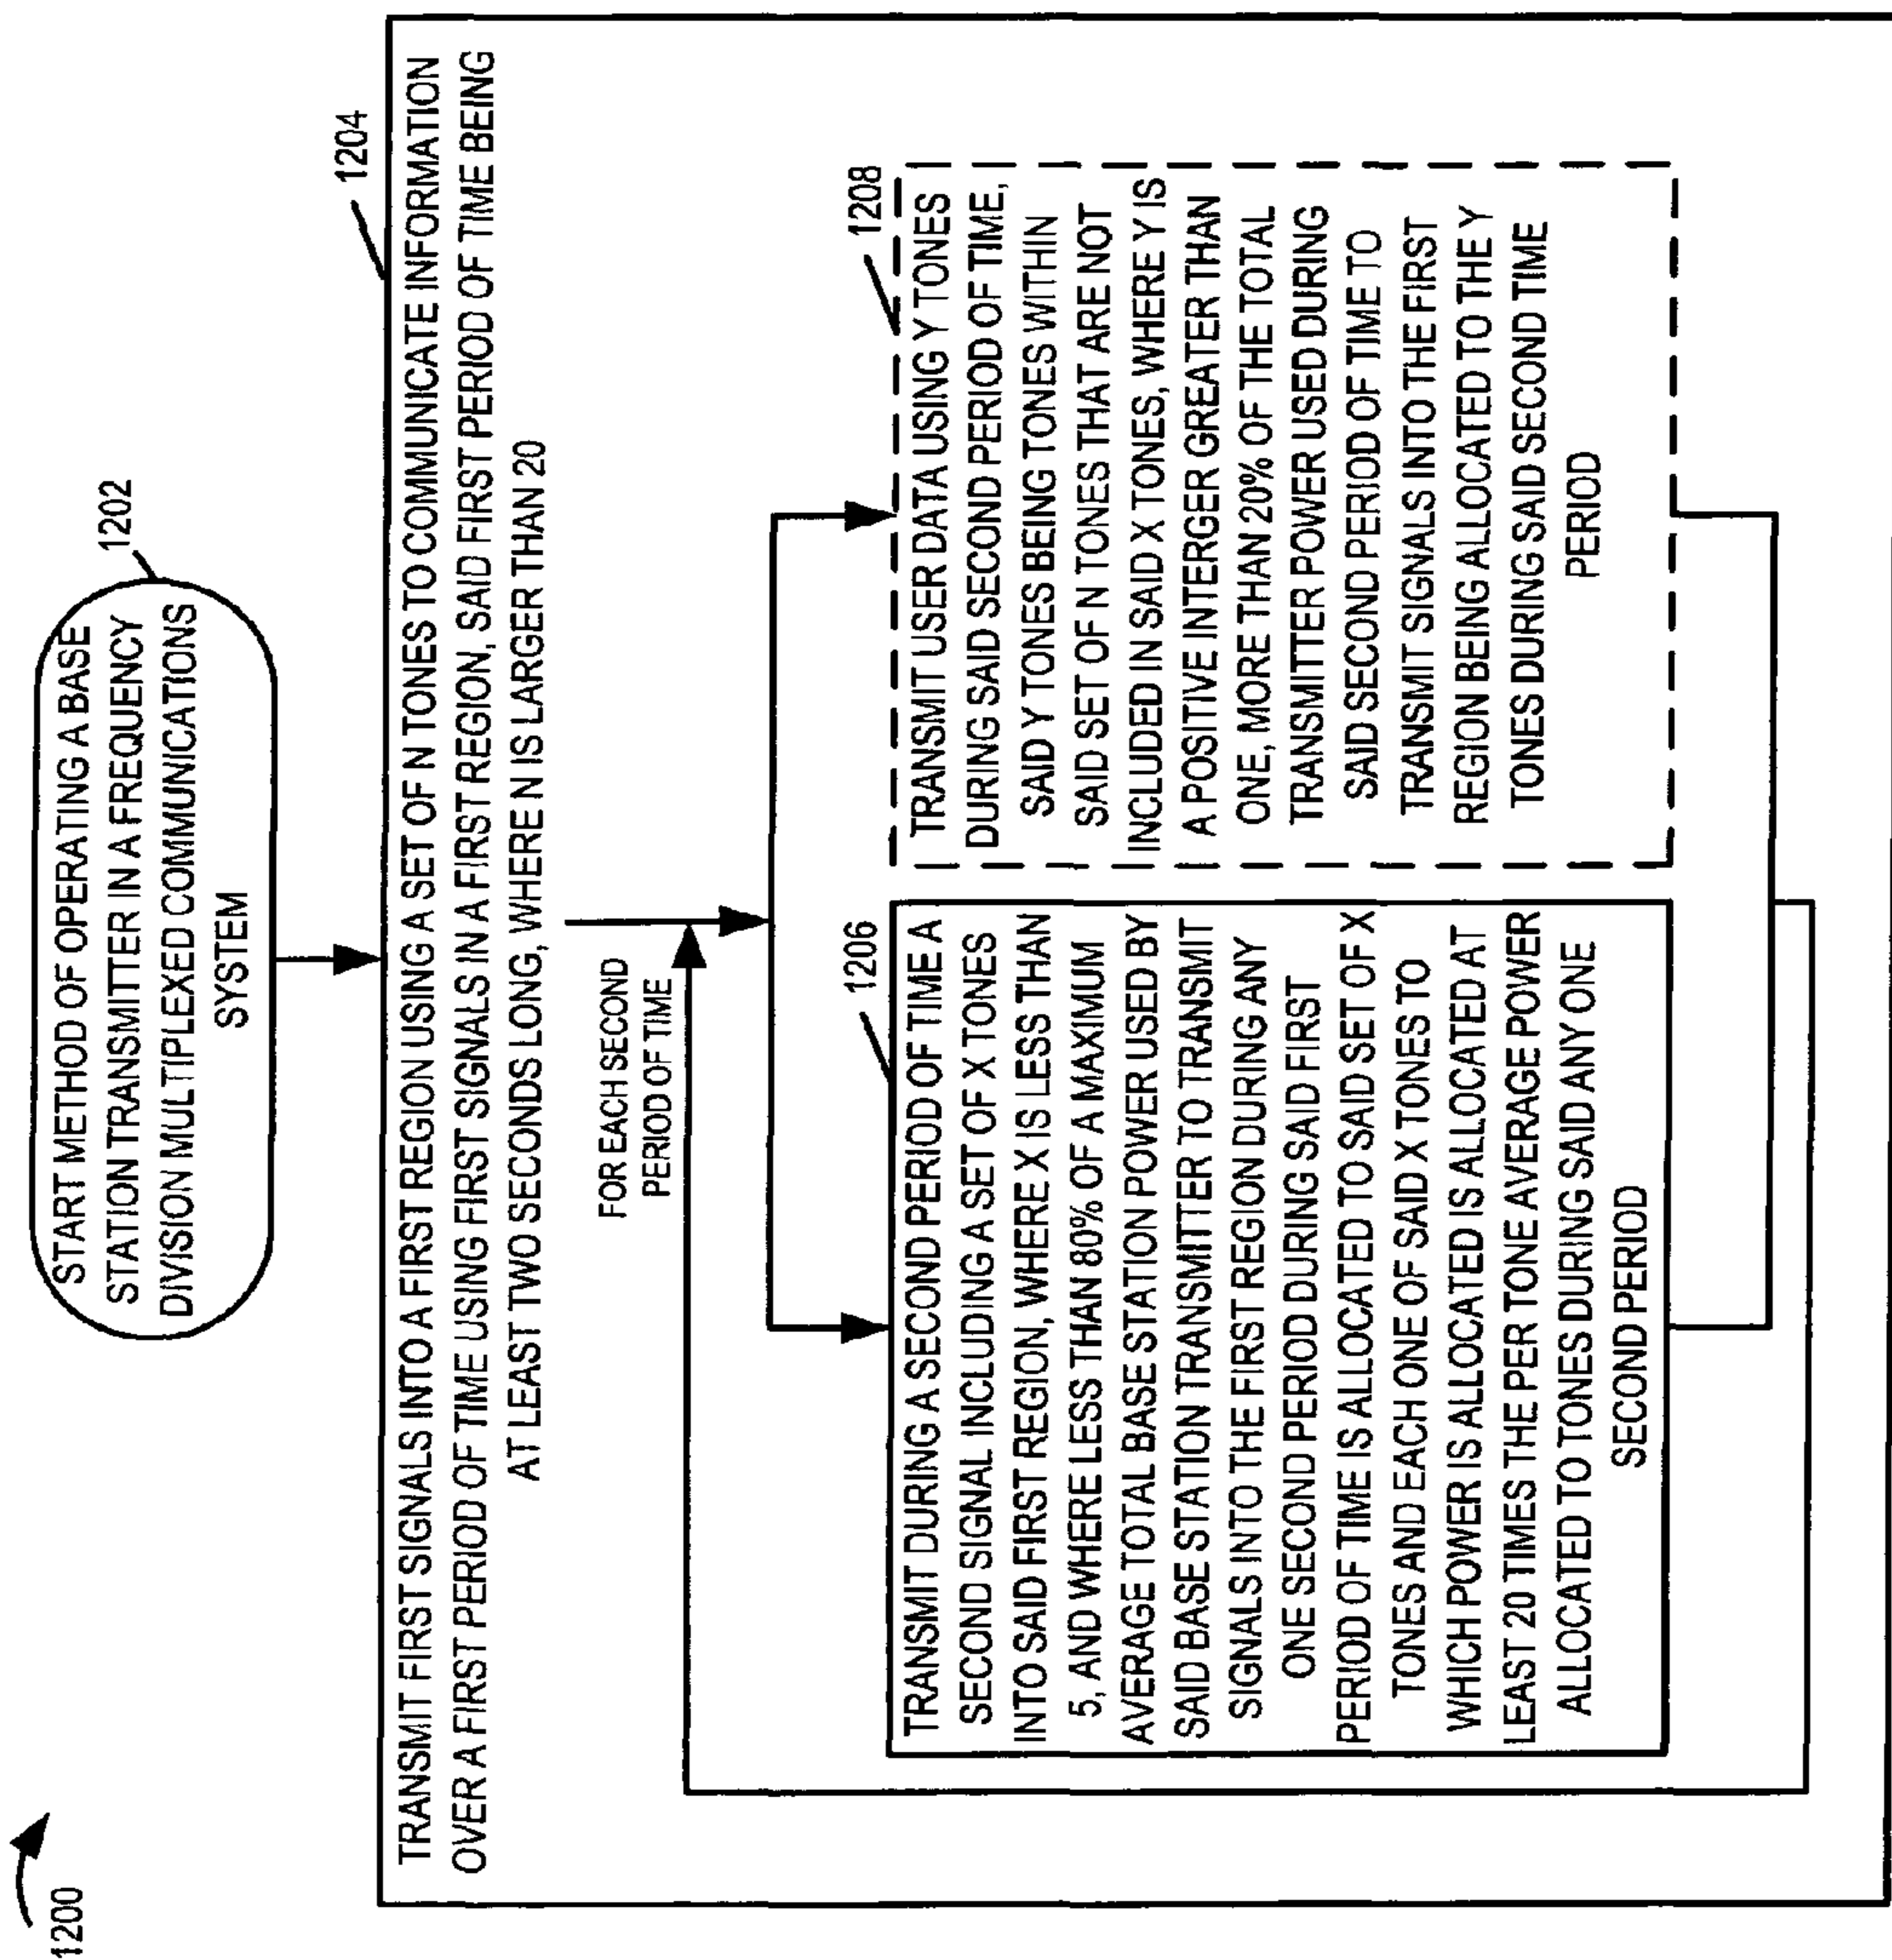 1200
START METHOD OF OPERATING A BASE
STATION TRANSMITTER IN A FREQUENCY
DIVISION MULTIPLEXED COMMUNICATIONS
SYSTEM
1202
1204
TRANSMIT FIRST SIGNALS INTO A FIRST REGION USING A SET OF N TONES TO COMMUNICATE INFORMATION
OVER A FIRST PERIOD OF TIME USING FIRST SIGNALS IN A FIRST REGION, SAID FIRST PERIOD OF TIME BEING
AT LEAST TWO SECONDS LONG, WHERE N IS LARGER THAN 20
FOR EACH SECOND
PERIOD OF TIME
1206
TRANSMIT DURING A SECOND PERIOD OF TIME A
SECOND SIGNAL INCLUDING A SET OF X TONES
INTO SAID FIRST REGION, WHERE X IS LESS THAN
5, AND WHERE LESS THAN 80% OF A MAXIMUM
AVERAGE TOTAL BASE STATION POWER USED BY
SAID BASE STATION TRANSMITTER TO TRANSMIT
SIGNALS INTO THE FIRST REGION DURING ANY
ONE SECOND PERIOD DURING SAID FIRST
PERIOD OF TIME IS ALLOCATED TO SAID SET OF X
TONES AND EACH ONE OF SAID X TONES TO
WHICH POWER IS ALLOCATED IS ALLOCATED AT
LEAST 20 TIMES THE PER TONE AVERAGE POWER
ALLOCATED TO TONES DURING SAID ANY ONE
SECOND PERIOD
1208
TRANSMIT USER DATA USING Y TONES
DURING SAID SECOND PERIOD OF TIME,
SAID Y TONES BEING TONES WITHIN
SAID SET OF N TONES THAT ARE NOT
INCLUDED IN SAID X TONES, WHERE Y IS
A POSITIVE INTERGER GREATER THAN
ONE, MORE THAN 20% OF THE TOTAL
TRANSMITTER POWER USED DURING
SAID SECOND PERIOD OF TIME TO
TRANSMIT SIGNALS INTO THE FIRST
REGION BEING ALLOCATED TO THE Y
TONES DURING SAID SECOND TIME
PERIOD